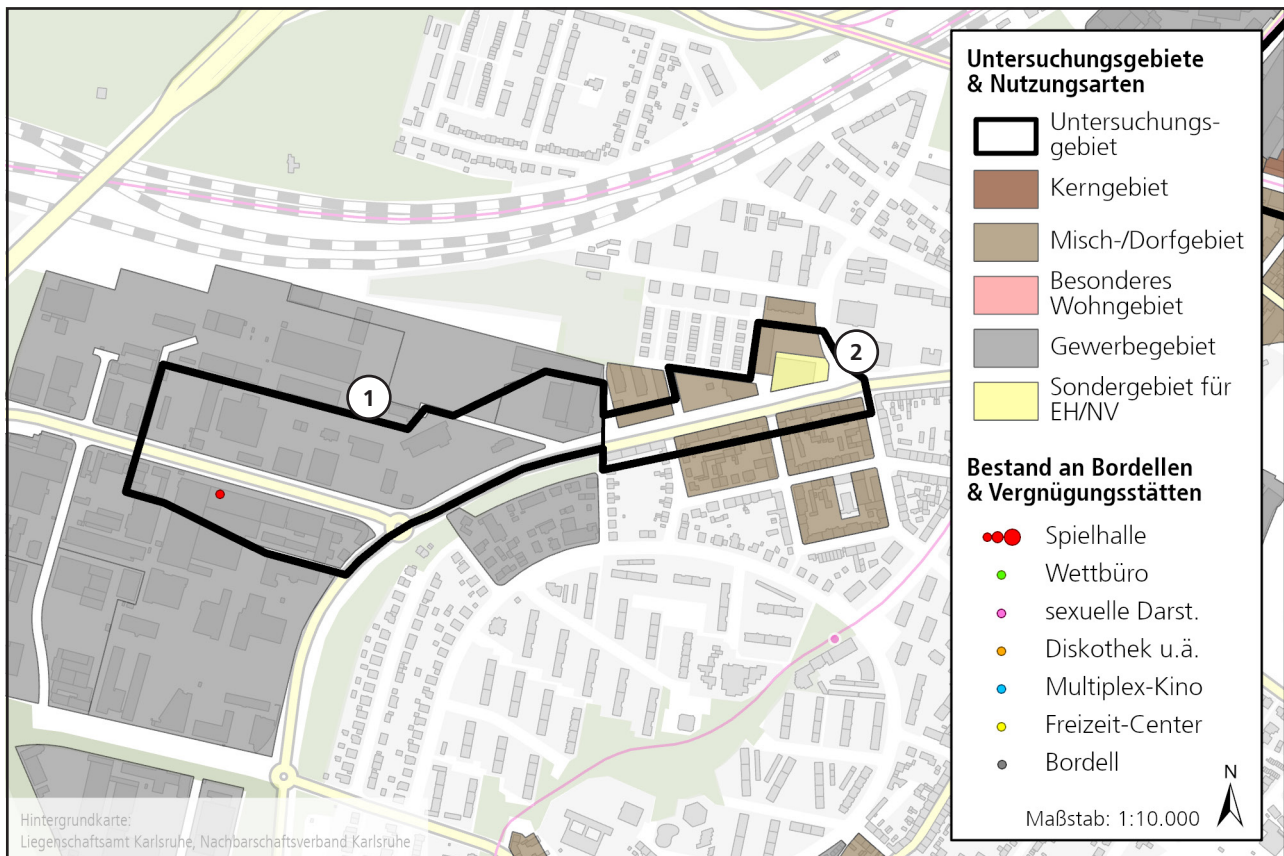 Untersuchungsgebiete
& Nutzungsarten
Untersuchungs-
gebiet
Kerngebiet
Misch-/Dorfgebiet
Besonderes
Wohngebiet
Gewerbegebiet
Sondergebiet für
EH/NV
Bestand an Bordellen
& Vergnügungsstätten
Spielhalle
Wettbüro
sexuelle Darst.
Diskothek u.ä.
Multiplex-Kino
Freizeit-Center
Bordell
N
Maßstab: 1:10.000
1
2
Hintergrundkarte:
Liegenschaftsamt Karlsruhe, Nachbarschaftsverband Karlsruhe